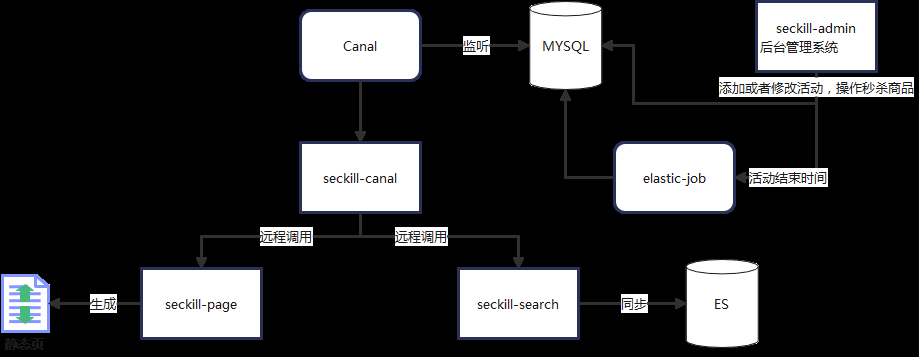 Canal
监听
MYSQL
seckill-admin
后台管理系统
添加或者修改活动，操作秒杀商品
seckill-canal
elastic-job
活动结束时间
远程调用
远程调用
生成
seckill-page
seckill-search
同步
ES
静态页